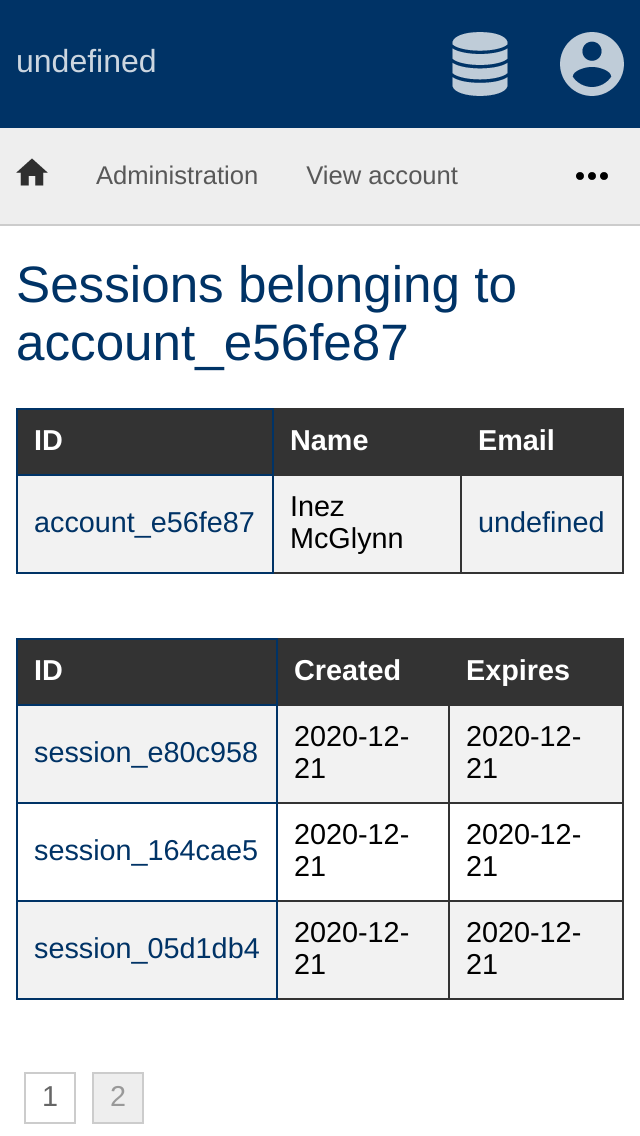 undefined
Administration View account
Sessions belonging to
account_e56fe87
ID Name Email
account_e56fe87 Inez McGlynn undefined
ID Created Expires
session_e80c958 2020-12-21 2020-12-21
session_164cae5 2020-12-21 2020-12-21
session_05d1db4 2020-12-21 2020-12-21
1 2